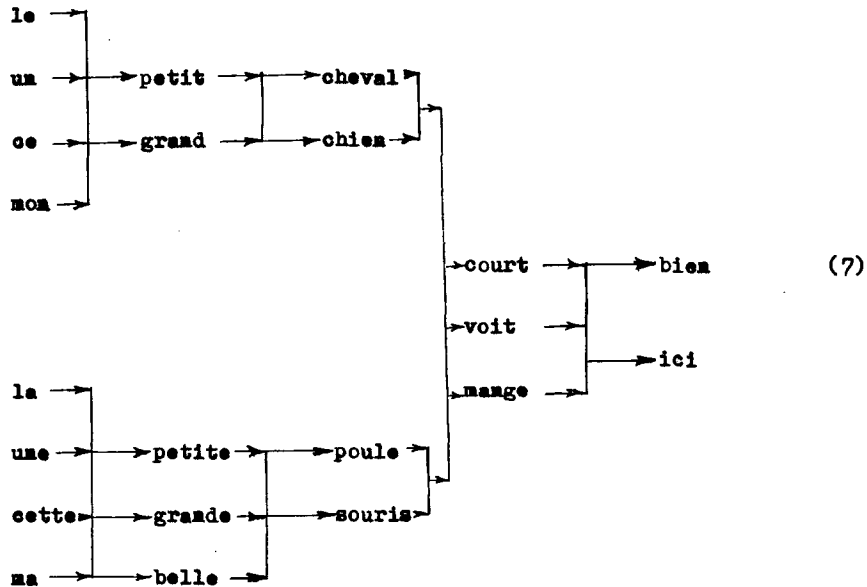 le
un petit cheval
ce grand chien
mon
court bien (7)
voit
ici
la mange
une petite poule
cette grande souris
ma belle